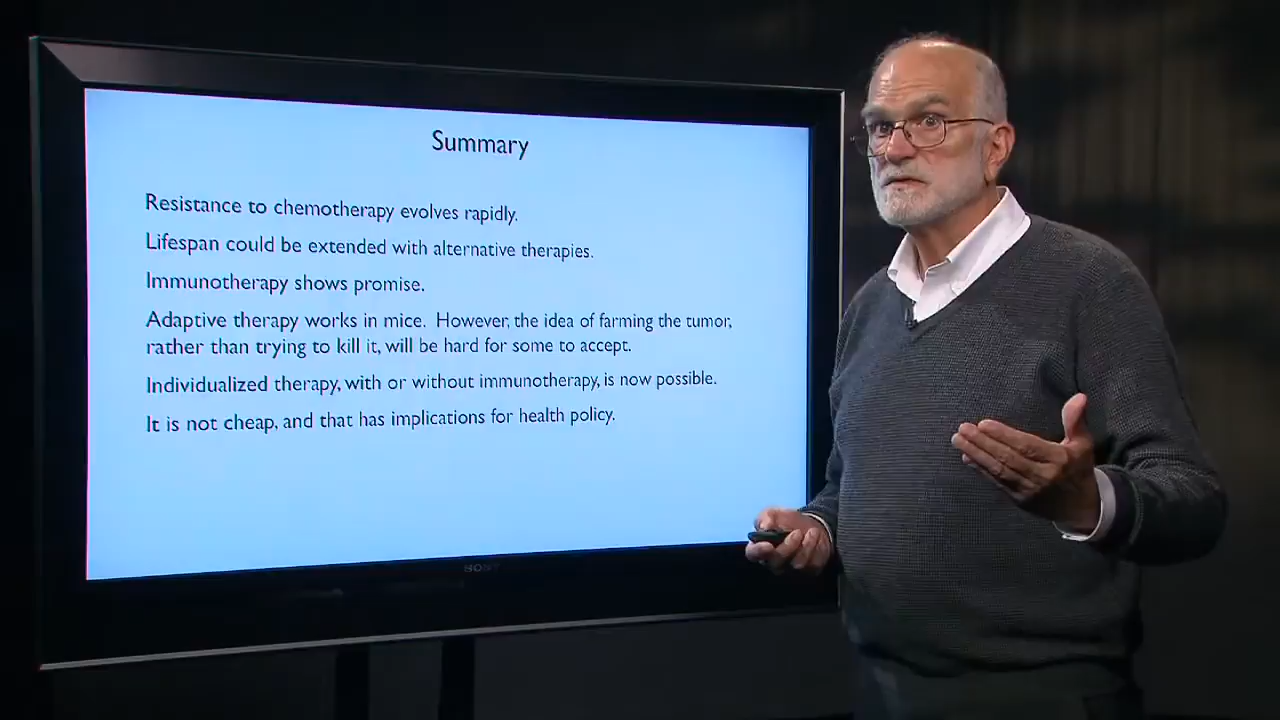 Summary
Resistance to chemotherapy evolves rapidly.
Lifespan could be extended with alternative therapies.
Immunotherapy shows promise.
Adaptive therapy works in mice. However, the idea of farming the tumor,
rather than trying to kill it, will be hard for some to accept.
Individualized therapy, with or without immunotherapy, is now possible.
It is not cheap, and that has implications for health policy.
SONY